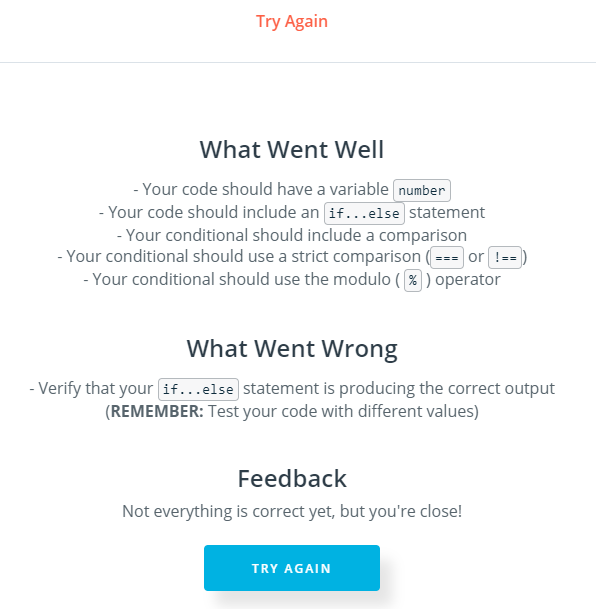 Try Again
What Went Well
- Your code should have a variable number
- Your code should include an if...else statement
- Your conditional should include a comparison
- Your conditional should use a strict comparison (=== or !==)
- Your conditional should use the modulo ( % ) operator
What Went Wrong
- Verify that your if...else statement is producing the correct output
(REMEMBER: Test your code with different values)
Feedback
Not everything is correct yet, but you're close!
TRY AGAIN